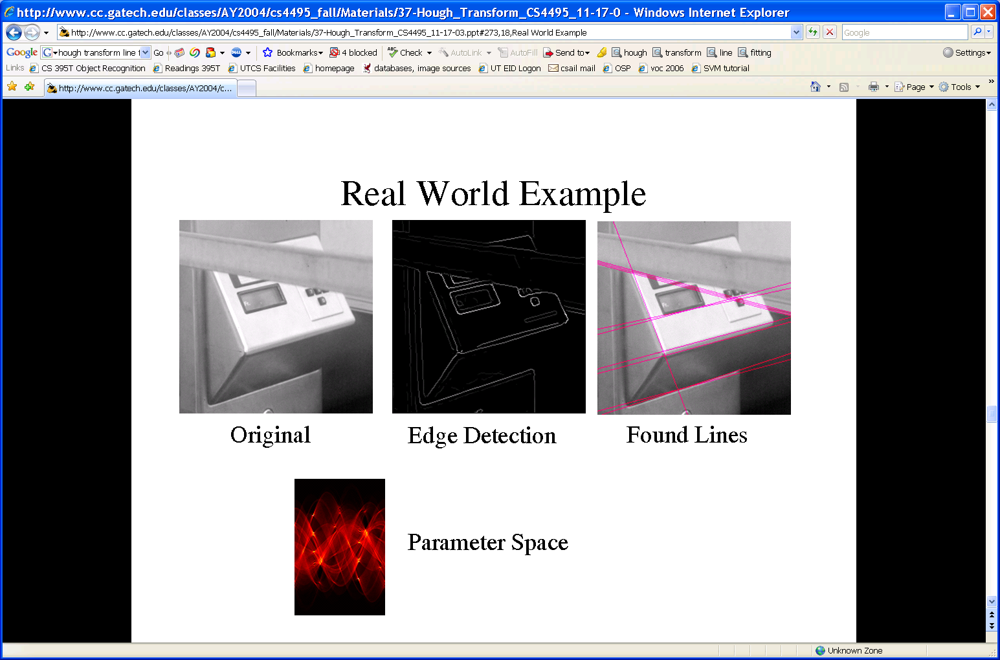 http://www.cc.gatech.edu/classes/AY2004/cs4495_fall/Materials/37-Hough_Transform_CS4495_11-17-0 - Windows Internet Explorer
http://www.cc.gatech.edu/classes/AY2004/cs4495_fall/Materials/37-Hough_Transform_CS4495_11-17-03.ppt#273,18,Real World Example
Google
Google G hough transform line f Go Bookmarks 4 blocked ABC Check AutoLink AutoFill Send to hough transform line fitting Settings
Links CS 395T Object Recognition Readings 395T UTCS Facilities homepage databases, image sources UT EID Logon csail mail OSP voc 2006 SVM tutorial
http://www.cc.gatech.edu/classes/AY2004/c... Page Tools »
Real World Example
Original Edge Detection Found Lines
Parameter Space
Unknown Zone